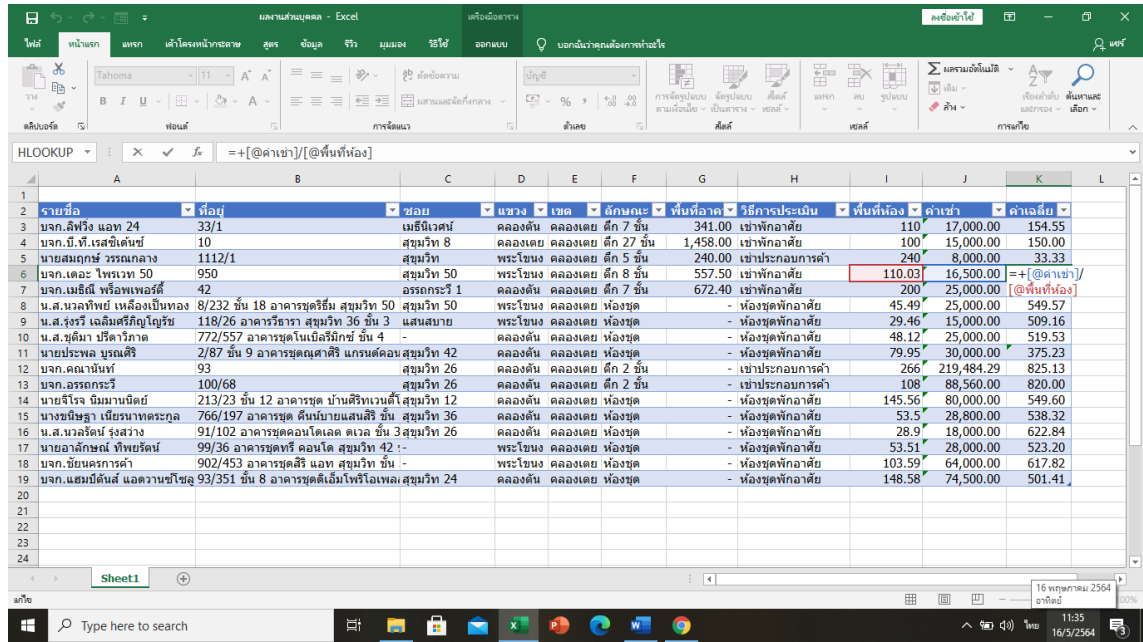 ผลงานส่วนบุคคล - Excel
เครื่องมือตาราง
ลงชื่อเข้าใช้
ไฟล์ หน้าแรก แทรก เค้าโครงหน้ากระดาษ สูตร ข้อมูล รีวิว มุมมอง วิธีใช้ ออกแบบ บอกฉันว่าคุณต้องการทำอะไร แชร์
Tahoma 11 ตัดข้อความ บัญชี ผลรวมอัตโนมัติ
วาง B I U ผสานและจัดกึ่งกลาง % การจัดรูปแบบ จัดรูปแบบ สไตล์ แทรก ลบ รูปแบบ เติม เรียงลำดับ ค้นหาและ
ตามเงื่อนไข เป็นตาราง เซลล์ ล้าง และกรอง เลือก
คลิปบอร์ด ฟอนต์ การจัดแนว ตัวเลข สไตล์ เซลล์ การแก้ไข
HLOOKUP fx =+[@ค่าเช่า]/[@พื้นที่ห้อง]
A B C D E F G H I J K L
1
2 รายชื่อ ที่อยู่ ซอย แขวง เขต ลักษณะ พื้นที่อาคา วิธีการประเมิน พื้นที่ห้อง ค่าเช่า ค่าเฉลี่ย
3 บจก.ลิฟวิ่ง แอท 24 33/1 เมธีนิเวศน์ คลองตัน คลองเตย ตึก 7 ชั้น 341.00 เช่าพักอาศัย 110 17,000.00 154.55
4 บจก.บี.ที.เรสซิเด้นซ์ 10 สุขุมวิท 8 คลองเตย คลองเตย ตึก 27 ชั้น 1,458.00 เช่าพักอาศัย 100 15,000.00 150.00
5 นายสมฤกษ์ วรรณกลาง 1112/1 สุขุมวิท พระโขนง คลองเตย ตึก 5 ชั้น 240.00 เช่าประกอบการค้า 240 8,000.00 33.33
6 บจก.เดอะ ไพรเวท 50 950 สุขุมวิท 50 พระโขนง คลองเตย ตึก 8 ชั้น 557.50 เช่าพักอาศัย 110.03 16,500.00 =+[@ค่าเช่า]/
7 บจก.เมธิณี พร็อพเพอร์ตี้ 42 อรรถกระวี 1 คลองตัน คลองเตย ตึก 7 ชั้น 672.40 เช่าพักอาศัย 200 25,000.00 [@พื้นที่ห้อง]
8 น.ส.นวลทิพย์ เหลืองเป็นทอง 8/232 ชั้น 18 อาคารชุดริธึ่ม สุขุมวิท 50 สุขุมวิท 50 พระโขนง คลองเตย ห้องชุด - ห้องชุดพักอาศัย 45.49 25,000.00 549.57
9 น.ส.รุ่งรวี เฉลิมศรีภิญโญรัช 118/26 อาคารวีธารา สุขุมวิท 36 ชั้น 3 แสนสบาย พระโขนง คลองเตย ห้องชุด - ห้องชุดพักอาศัย 29.46 15,000.00 509.16
10 น.ส.ชุติมา ปรีดาวิภาต 772/557 อาคารชุดโนเบิลรีมิกซ์ ชั้น 4 - คลองตัน คลองเตย ห้องชุด - ห้องชุดพักอาศัย 48.12 25,000.00 519.53
11 นายประพล บูรณศิริ 2/87 ชั้น 9 อาคารชุดณุศาศิริ แกรนด์คอน สุขุมวิท 42 พระโขนง คลองเตย ห้องชุด - ห้องชุดพักอาศัย 79.95 30,000.00 375.23
12 บจก.คณานันท์ 93 สุขุมวิท 26 คลองตัน คลองเตย ตึก 2 ชั้น - เช่าประกอบการค้า 266 219,484.29 825.13
13 บจก.อรรถกระวี 100/68 สุขุมวิท 26 คลองตัน คลองเตย ตึก 2 ชั้น - เช่าประกอบการค้า 108 88,560.00 820.00
14 นายจิโรจ นิมมานนิตย์ 213/23 ชั้น 12 อาคารชุด บ้านศิริทเวนตี้โ สุขุมวิท 12 คลองตัน คลองเตย ห้องชุด - ห้องชุดพักอาศัย 145.56 80,000.00 549.60
15 นางขนิษฐา เนียรนาทตระกูล 766/197 อาคารชุด คีนน์บายแสนสิริ ชั้น สุขุมวิท 36 คลองตัน คลองเตย ห้องชุด - ห้องชุดพักอาศัย 53.5 28,800.00 538.32
16 น.ส.นวลรัตน์ รุ่งสว่าง 91/102 อาคารชุดคอนโดเลต ดเวล ชั้น 3 สุขุมวิท 26 คลองตัน คลองเตย ห้องชุด - ห้องชุดพักอาศัย 28.9 18,000.00 622.84
17 นายอาลักษณ์ ทิพยรัตน์ 99/36 อาคารชุดทรี คอนโด สุขุมวิท 42 - พระโขนง คลองเตย ห้องชุด - ห้องชุดพักอาศัย 53.51 28,000.00 523.20
18 บจก.ชัยนครการค้า 902/453 อาคารชุดสิริ แอท สุขุมวิท ชั้น - พระโขนง คลองเตย ห้องชุด - ห้องชุดพักอาศัย 103.59 64,000.00 617.82
19 บจก.แฮมป์ตันส์ แอดวานซ์โซลู 93/351 ชั้น 8 อาคารชุดดิเอ็มโพริโอเพลส สุขุมวิท 24 คลองตัน คลองเตย ห้องชุด - ห้องชุดพักอาศัย 148.58 74,500.00 501.41
20
21
22
23
24
Sheet1
16 พฤษภาคม 2564
อาทิตย์
แก้ไข 100%
Type here to search
ไทย 11:35
16/5/2564
3